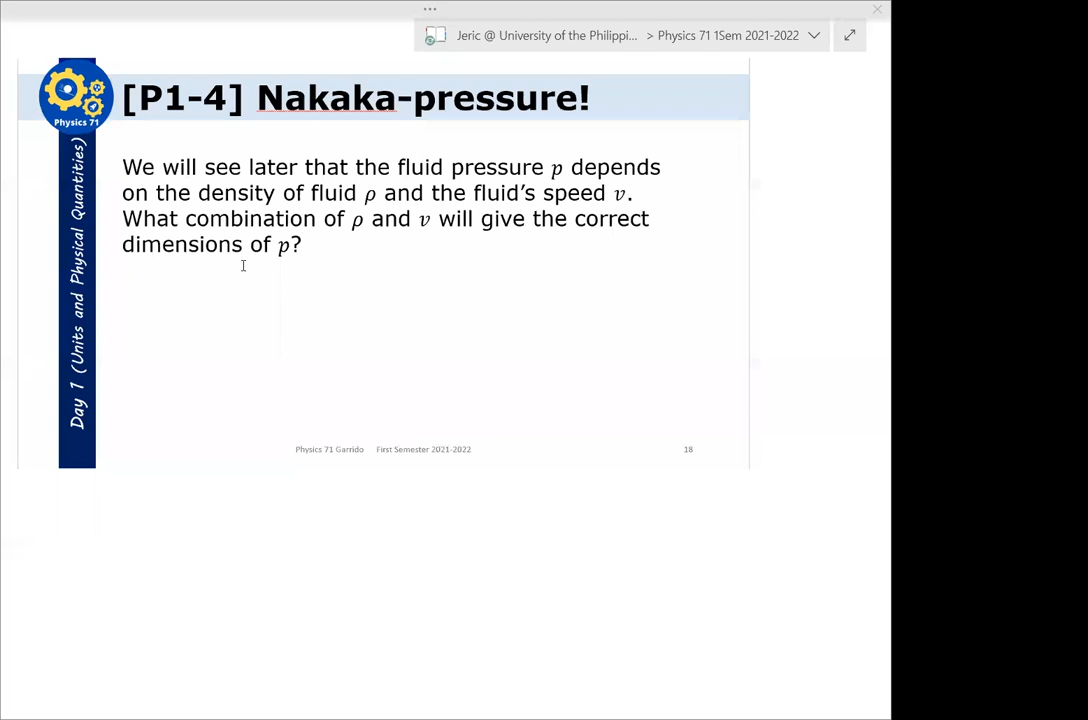 Jeric @ University of the Philippi... > Physics 71 1Sem 2021-2022
[P1-4] Nakaka-pressure!
Physics 71
Day 1 (Units and Physical Quantities)
We will see later that the fluid pressure p depends
on the density of fluid ρ and the fluid’s speed v.
What combination of ρ and v will give the correct
dimensions of p?
Physics 71 Garrido First Semester 2021-2022 18